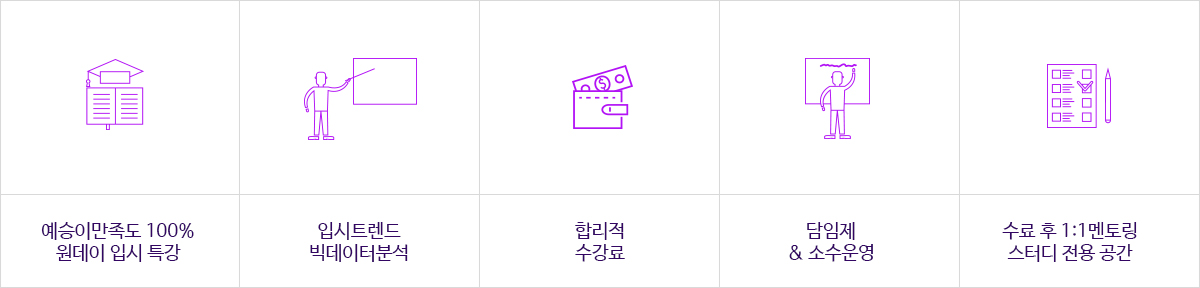 예승이만족도 100%
원데이 입시 특강
입시트렌드
빅데이터분석
합리적
수강료
담임제
& 소수운영
수료 후 1:1멘토링
스터디 전용 공간